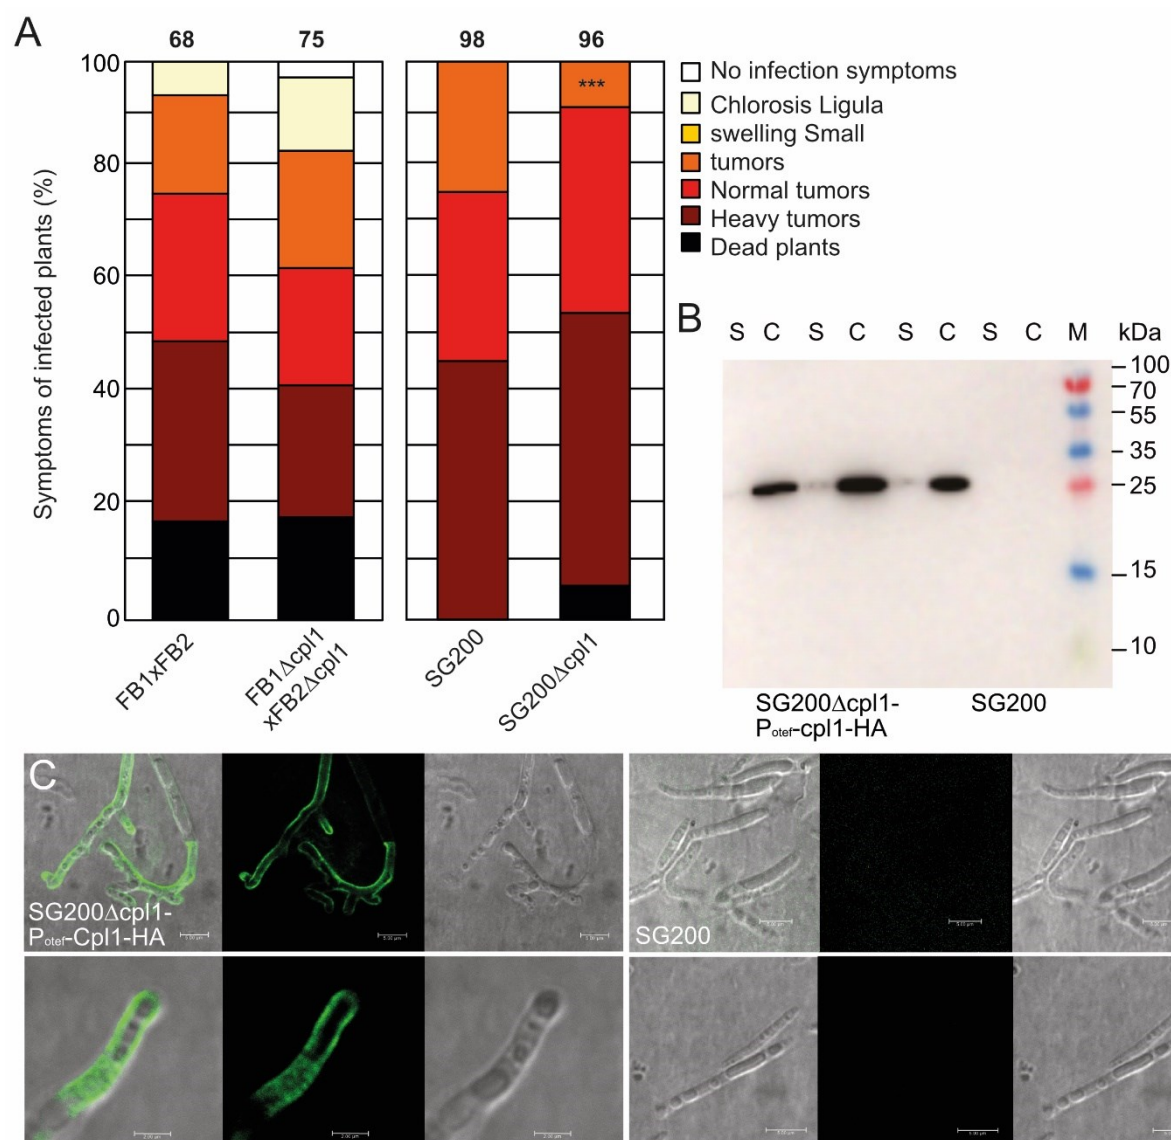 A
68 75 98 96
100
80
60
40
20
0
Symptoms of infected plants (%)
***
FB1xFB2
FB1Δcpl1
xFB2Δcpl1
SG200
SG200Δcpl1
No infection symptoms
Chlorosis Ligula
swelling Small
tumors
Normal tumors
Heavy tumors
Dead plants
B
S C S C S C S C M kDa
100
70
55
35
25
15
10
SG200Δcpl1-
Potef-cpl1-HA
SG200
C
SG200Δcpl1-
Potef-Cpl1-HA
SG200